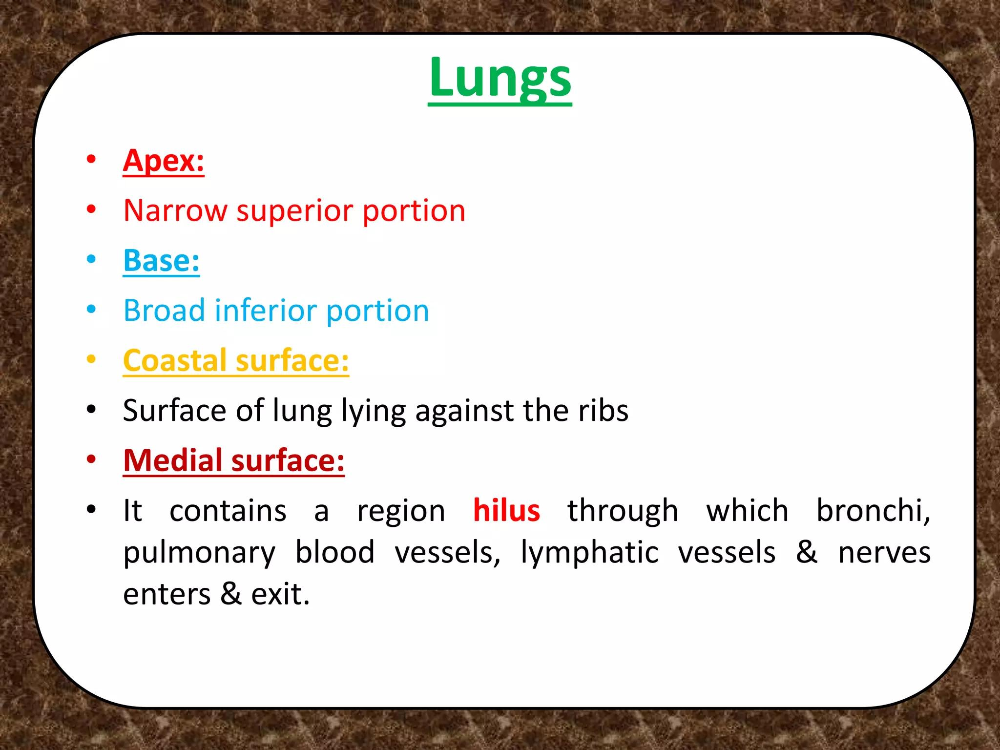 Lungs
• Apex:
• Narrow superior portion
• Base:
• Broad inferior portion
• Coastal surface:
• Surface of lung lying against the ribs
• Medial surface:
• It contains a region hilus through which bronchi,
pulmonary blood vessels, lymphatic vessels & nerves
enters & exit.